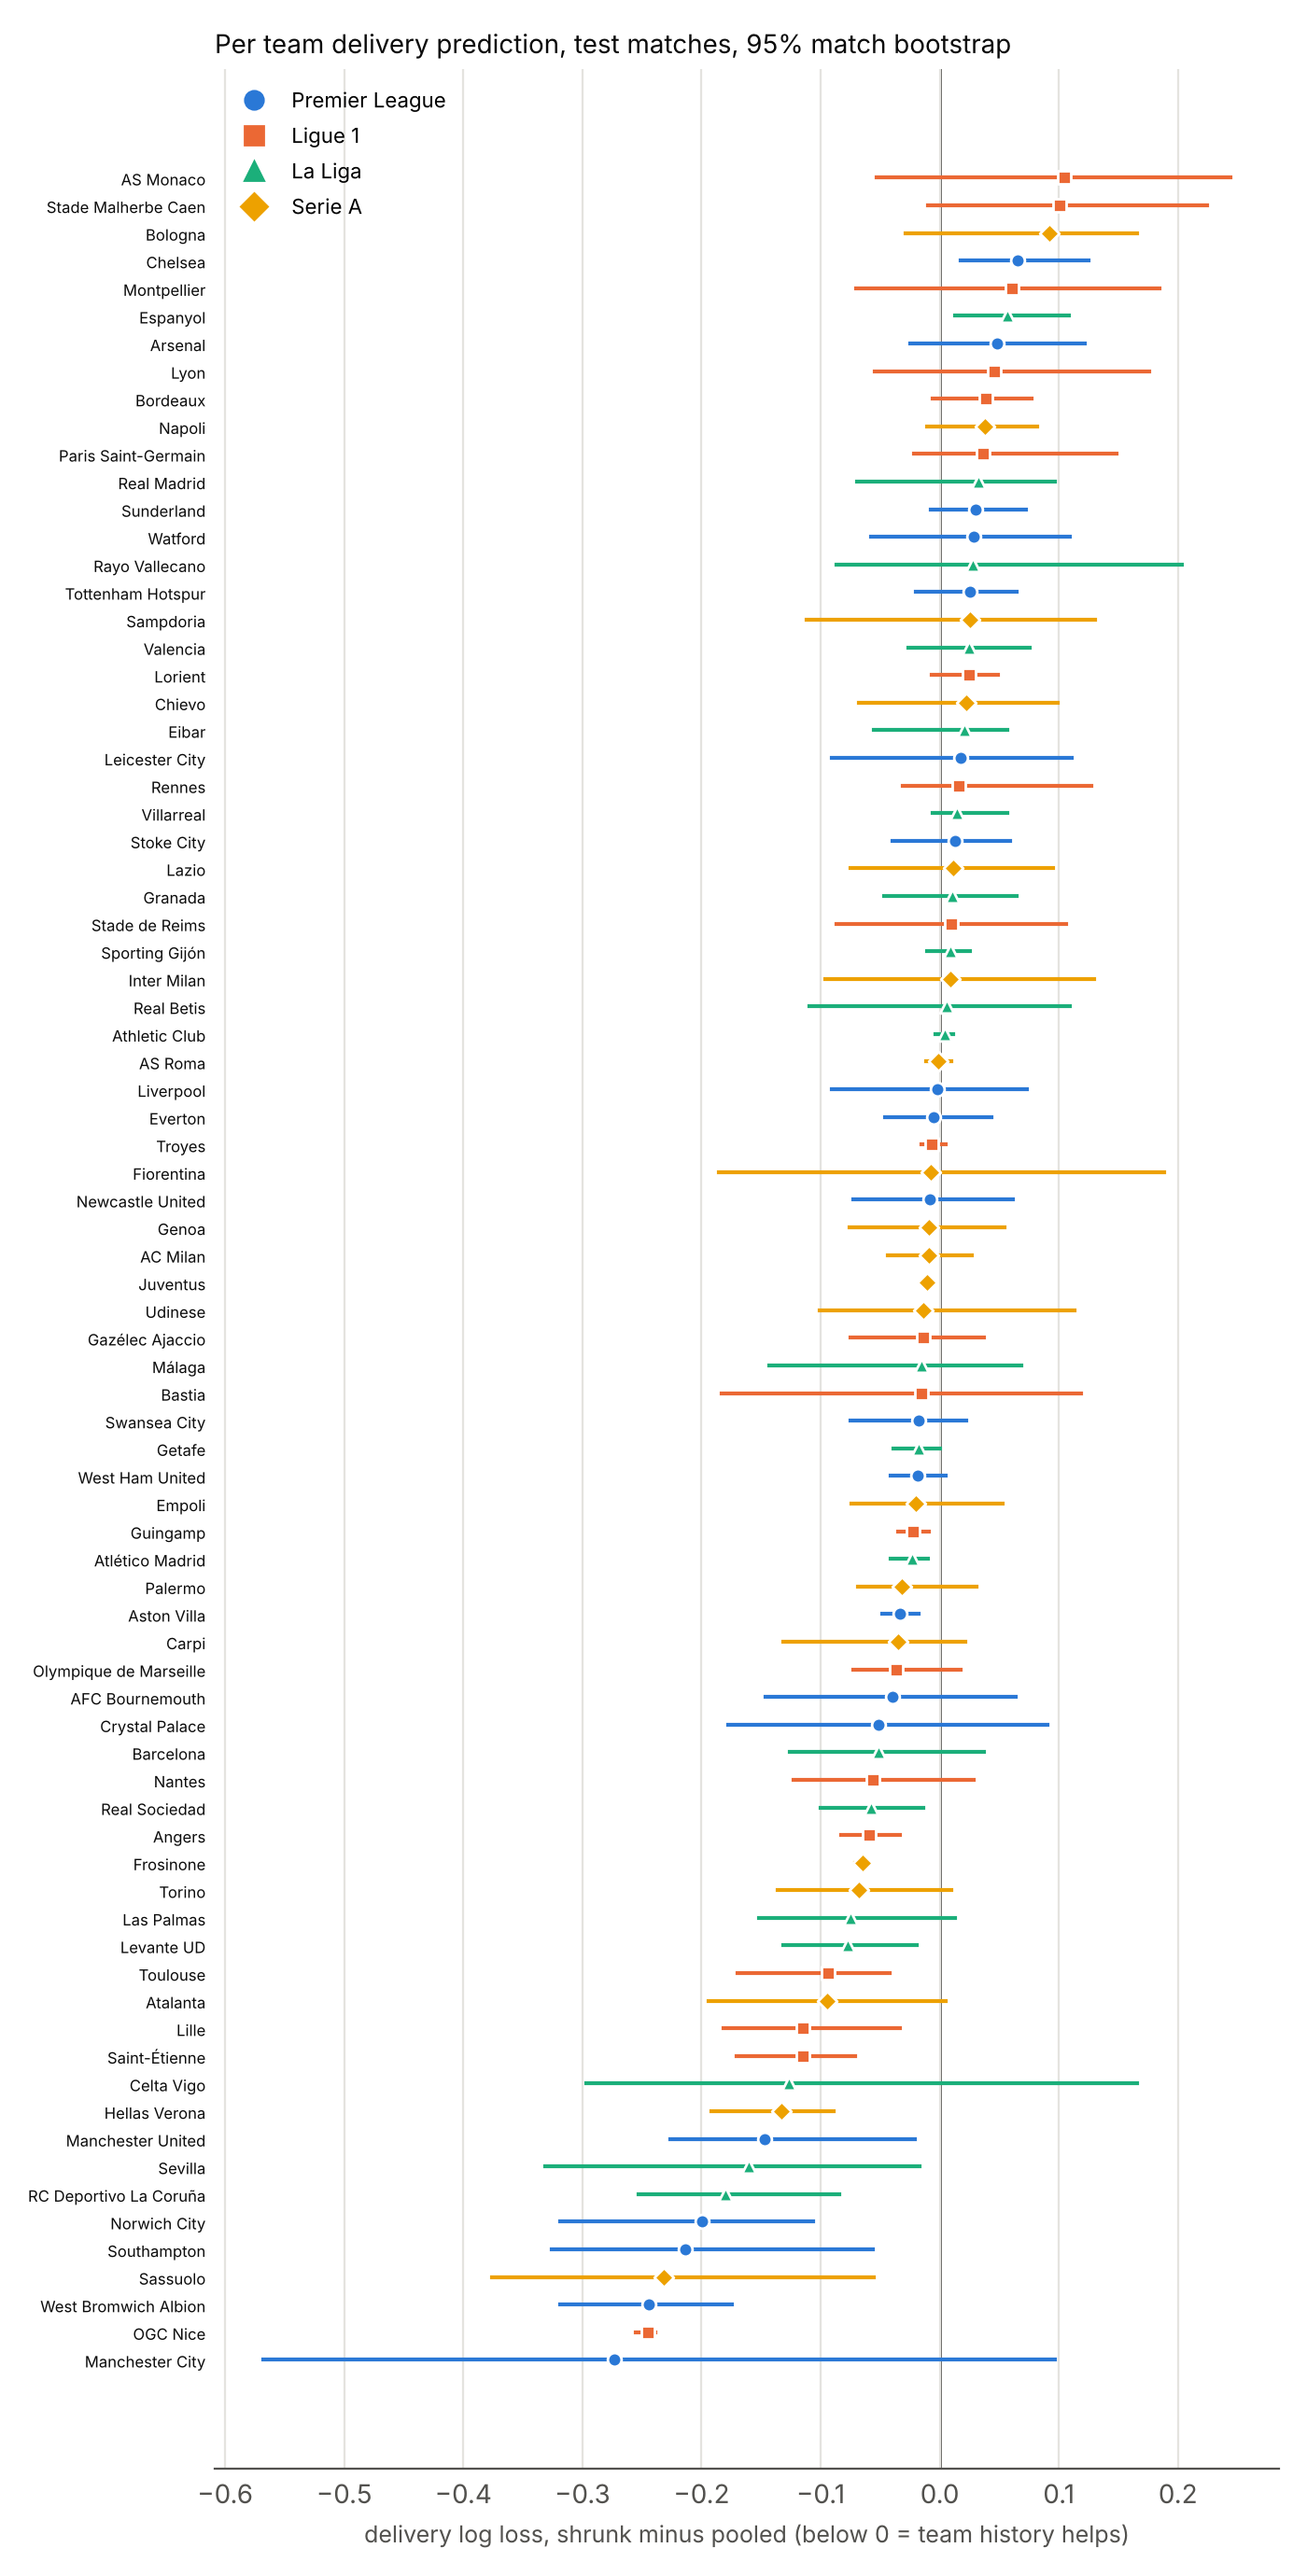 Per team delivery prediction, test matches, 95% match bootstrap
Premier League
Ligue 1
La Liga
Serie A
AS Monaco
Stade Malherbe Caen
Bologna
Chelsea
Montpellier
Espanyol
Arsenal
Lyon
Bordeaux
Napoli
Paris Saint-Germain
Real Madrid
Sunderland
Watford
Rayo Vallecano
Tottenham Hotspur
Sampdoria
Valencia
Lorient
Chievo
Eibar
Leicester City
Rennes
Villarreal
Stoke City
Lazio
Granada
Stade de Reims
Sporting Gijón
Inter Milan
Real Betis
Athletic Club
AS Roma
Liverpool
Everton
Troyes
Fiorentina
Newcastle United
Genoa
AC Milan
Juventus
Udinese
Gazélec Ajaccio
Málaga
Bastia
Swansea City
Getafe
West Ham United
Empoli
Guingamp
Atlético Madrid
Palermo
Aston Villa
Carpi
Olympique de Marseille
AFC Bournemouth
Crystal Palace
Barcelona
Nantes
Real Sociedad
Angers
Frosinone
Torino
Las Palmas
Levante UD
Toulouse
Atalanta
Lille
Saint-Étienne
Celta Vigo
Hellas Verona
Manchester United
Sevilla
RC Deportivo La Coruña
Norwich City
Southampton
Sassuolo
West Bromwich Albion
OGC Nice
Manchester City
−0.6 −0.5 −0.4 −0.3 −0.2 −0.1 0.0 0.1 0.2
delivery log loss, shrunk minus pooled (below 0 = team history helps)